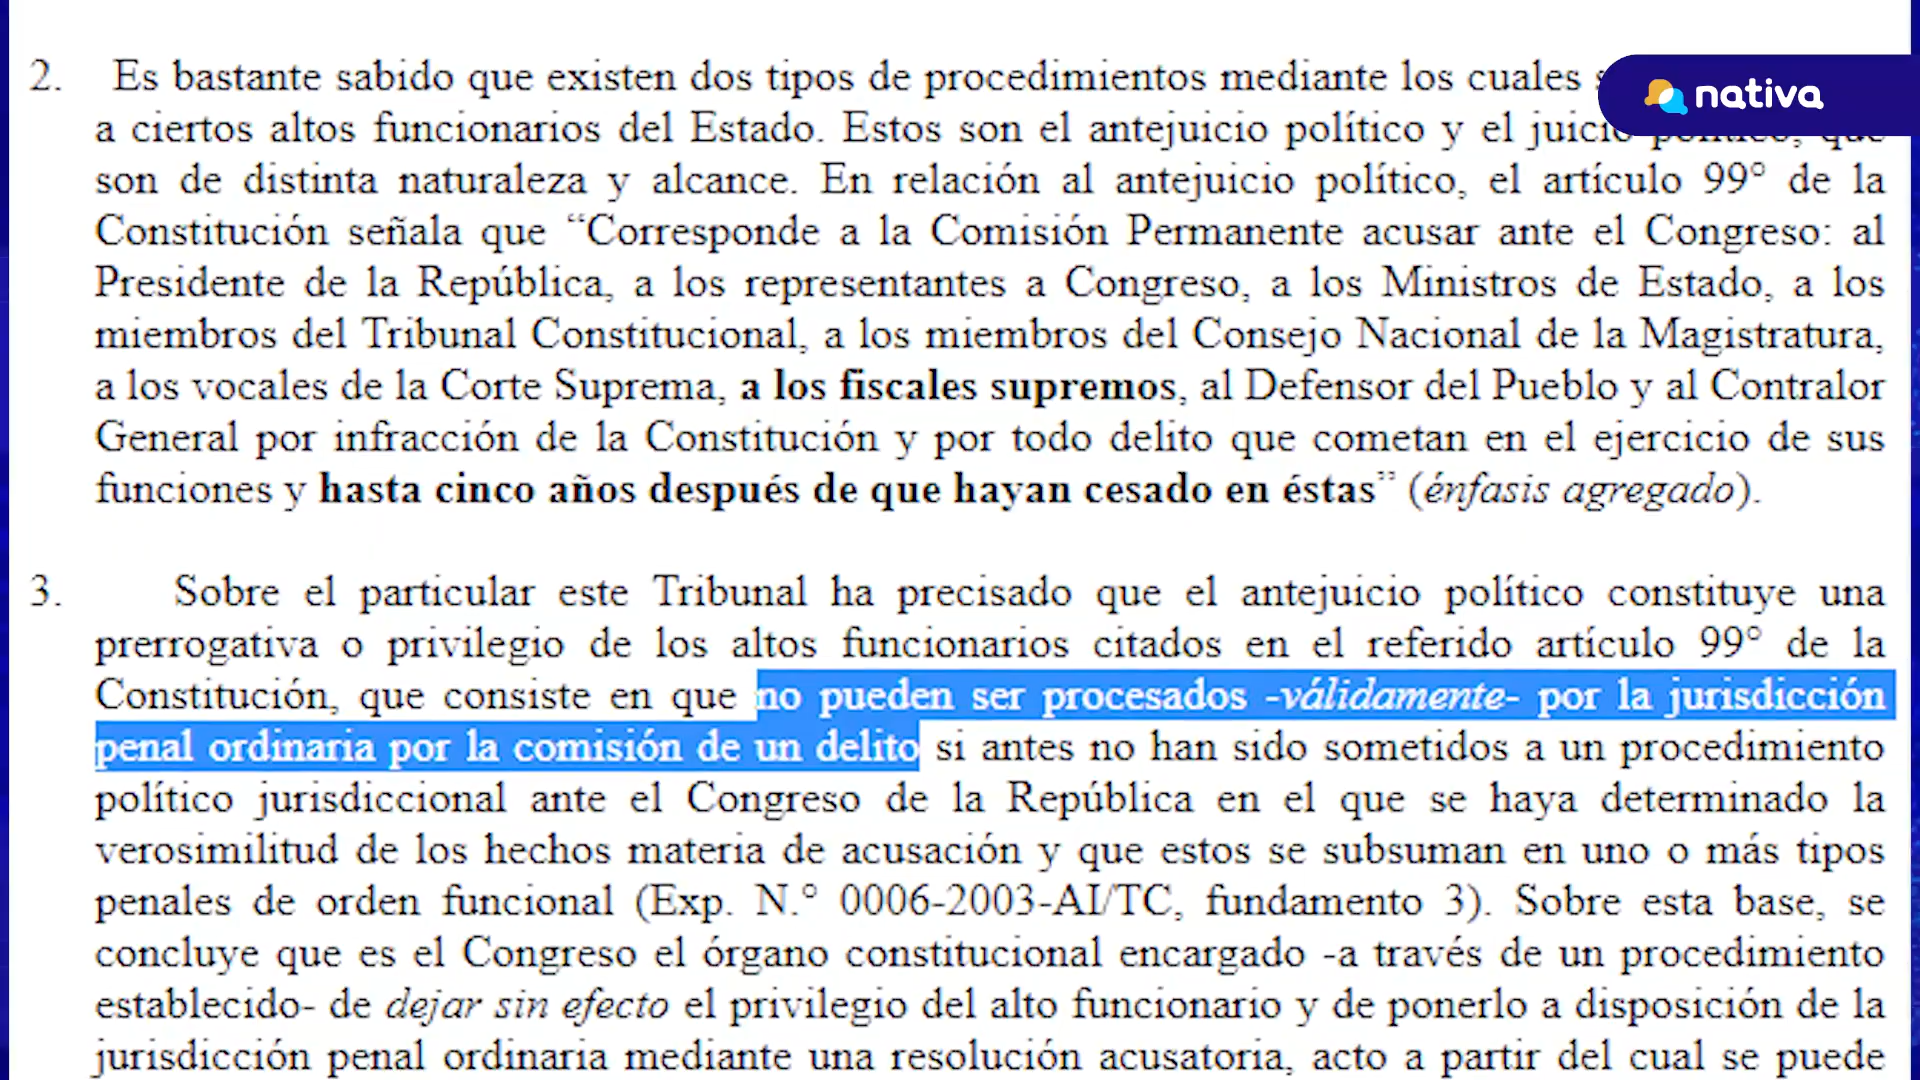 nativa
2. Es bastante sabido que existen dos tipos de procedimientos mediante los cuales
a ciertos altos funcionarios del Estado. Estos son el antejuicio político y el juicio político, que
son de distinta naturaleza y alcance. En relación al antejuicio político, el artículo 99° de la
Constitución señala que “Corresponde a la Comisión Permanente acusar ante el Congreso: al
Presidente de la República, a los representantes a Congreso, a los Ministros de Estado, a los
miembros del Tribunal Constitucional, a los miembros del Consejo Nacional de la Magistratura,
a los vocales de la Corte Suprema, a los fiscales supremos, al Defensor del Pueblo y al Contralor
General por infracción de la Constitución y por todo delito que cometan en el ejercicio de sus
funciones y hasta cinco años después de que hayan cesado en éstas” (énfasis agregado).
3. Sobre el particular este Tribunal ha precisado que el antejuicio político constituye una
prerrogativa o privilegio de los altos funcionarios citados en el referido artículo 99° de la
Constitución, que consiste en que no pueden ser procesados -válidamente- por la jurisdicción
penal ordinaria por la comisión de un delito si antes no han sido sometidos a un procedimiento
político jurisdiccional ante el Congreso de la República en el que se haya determinado la
verosimilitud de los hechos materia de acusación y que estos se subsuman en uno o más tipos
penales de orden funcional (Exp. N.° 0006-2003-AI/TC, fundamento 3). Sobre esta base, se
concluye que es el Congreso el órgano constitucional encargado -a través de un procedimiento
establecido- de dejar sin efecto el privilegio del alto funcionario y de ponerlo a disposición de la
jurisdicción penal ordinaria mediante una resolución acusatoria, acto a partir del cual se puede